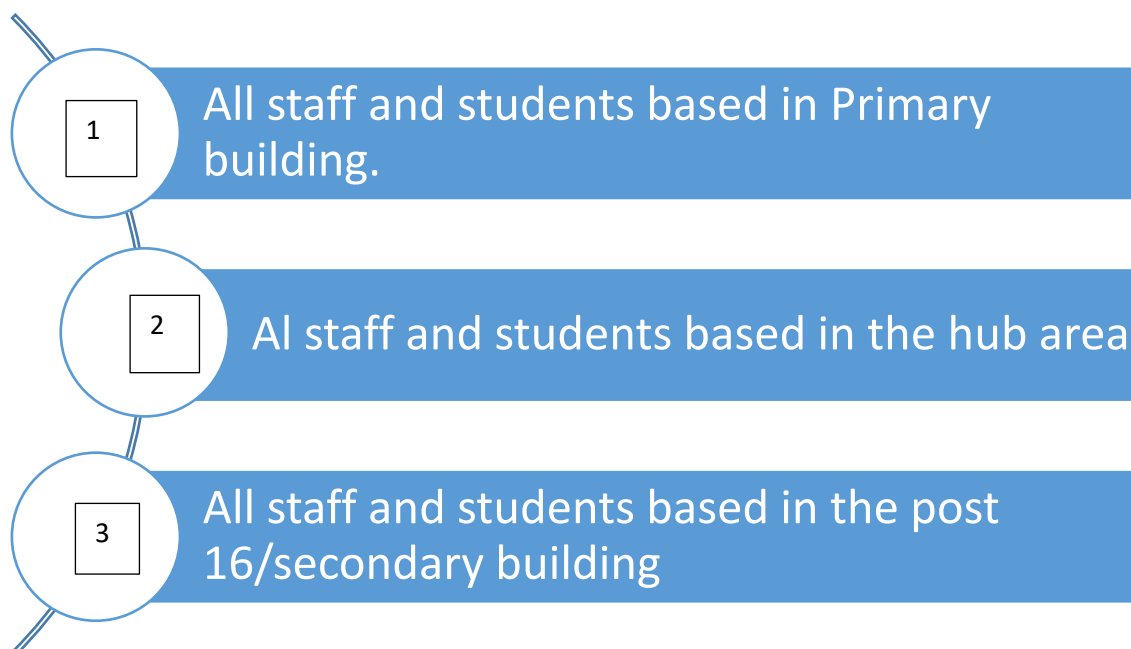 1
All staff and students based in Primary
building.
2
Al staff and students based in the hub area
3
All staff and students based in the post
16/secondary building